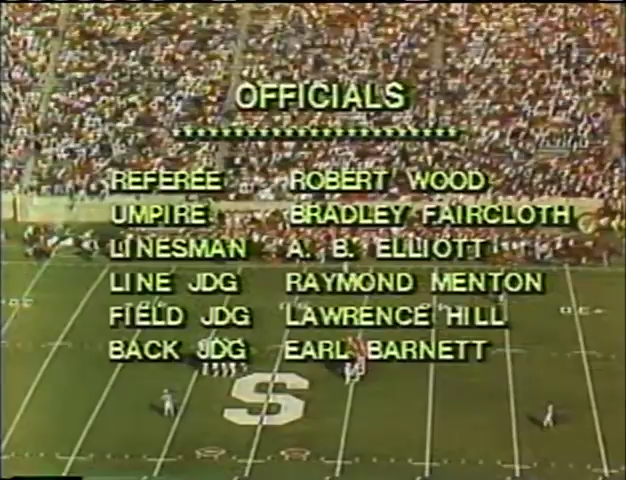 OFFICIALS
********************
REFEREE ROBERT WOOD
UMPIRE BRADLEY FAIRCLOTH
LINESMAN A. B. ELLIOTT
LINE JDG RAYMOND MENTON
FIELD JDG LAWRENCE HILL
BACK JDG EARL BARNETT
S